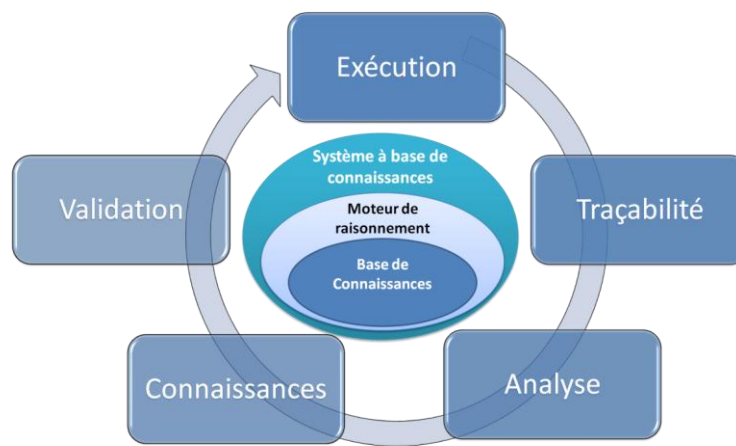 Exécution
Système à base de
connaissances
Validation
Traçabilité
Moteur de
raisonnement
Base de
Connaissances
Connaissances
Analyse